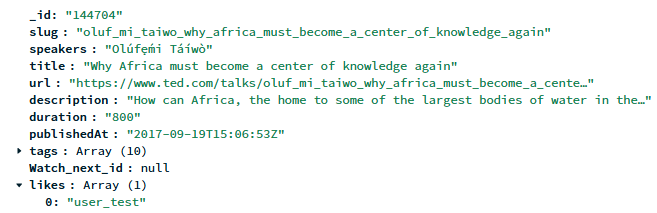 _id: "144704"
slug: "oluf_mi_taiwo_why_africa_must_become_a_center_of_knowledge_again"
speakers: "Olúfẹ́mi Táíwò"
title: "Why Africa must become a center of knowledge again"
url: "https://www.ted.com/talks/oluf_mi_taiwo_why_africa_must_become_a_cente…"
description: "How can Africa, the home to some of the largest bodies of water in the…"
duration: "800"
publishedAt: "2017-09-19T15:06:53Z"
tags: Array (10)
Watch_next_id: null
likes: Array (1)
0: "user_test"